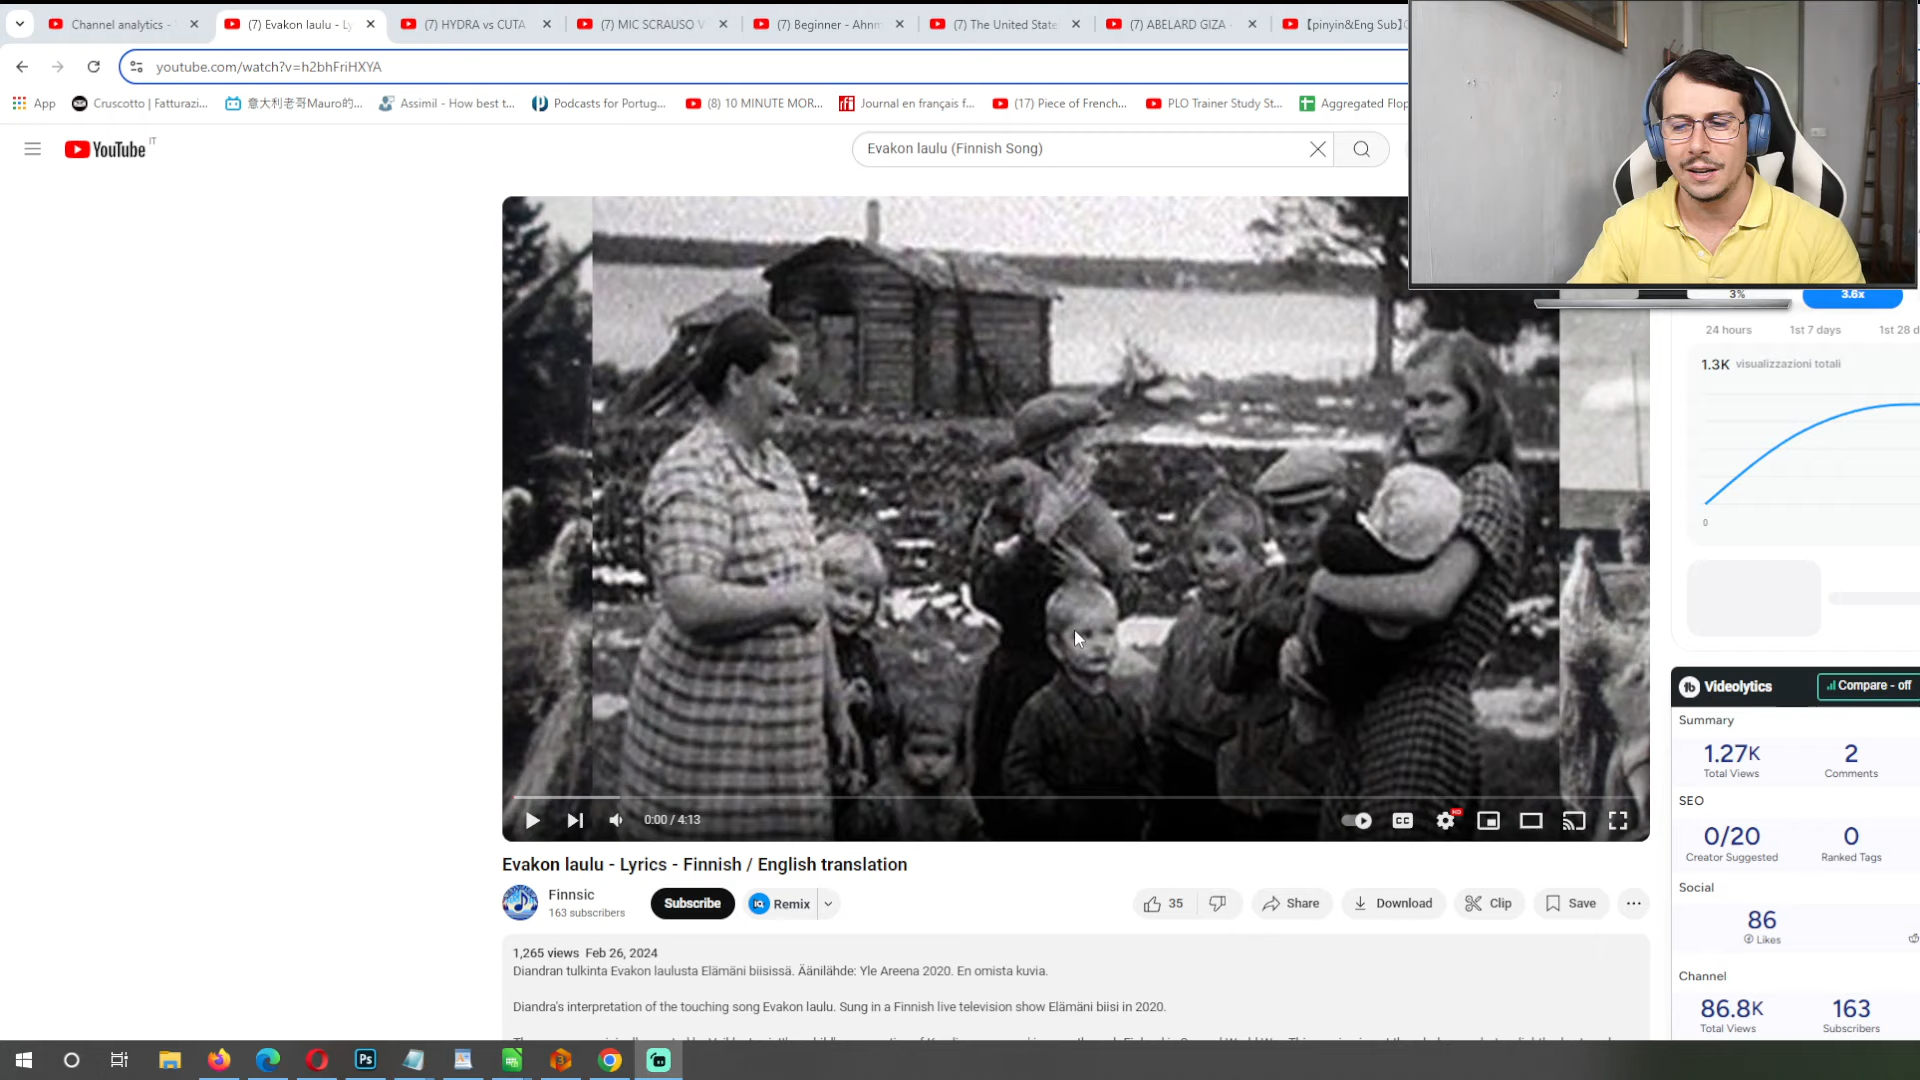 Channel analytics -
(7) Evakon laulu - Ly
(7) HYDRA vs CUTA
(7) MIC SCRAUSO V
(7) Beginner - Ahnm
(7) The United State
(7) ABELARD GIZA -
【pinyin&Eng Sub】
youtube.com/watch?v=h2bhFriHXYA
App
Cruscotto | Fatturazi...
意大利老哥Mauro的...
Assimil - How best t...
Podcasts for Portug...
(8) 10 MINUTE MOR...
Journal en français f...
(17) Piece of French...
PLO Trainer Study St...
Aggregated Flop
YouTube IT
Evakon laulu (Finnish Song)
3%
3.6x
24 hours
1st 7 days
1st 28 d
1.3K visualizzazioni totali
0
0:00 / 4:13
CC
HD
Evakon laulu - Lyrics - Finnish / English translation
Finnsic
163 subscribers
Subscribe
IQ
Remix
35
Share
Download
Clip
Save
1,265 views Feb 26, 2024
Diandran tulkinta Evakon laulusta Elämäni biisissä. Äänilähde: Yle Areena 2020. En omista kuvia.
Diandra's interpretation of the touching song Evakon laulu. Sung in a Finnish live television show Elämäni biisi in 2020.
tb
Videolytics
Compare - off
Summary
1.27K
Total Views
2
Comments
SEO
0/20
Creator Suggested
0
Ranked Tags
Social
86
Likes
Channel
86.8K
Total Views
163
Subscribers
Ps